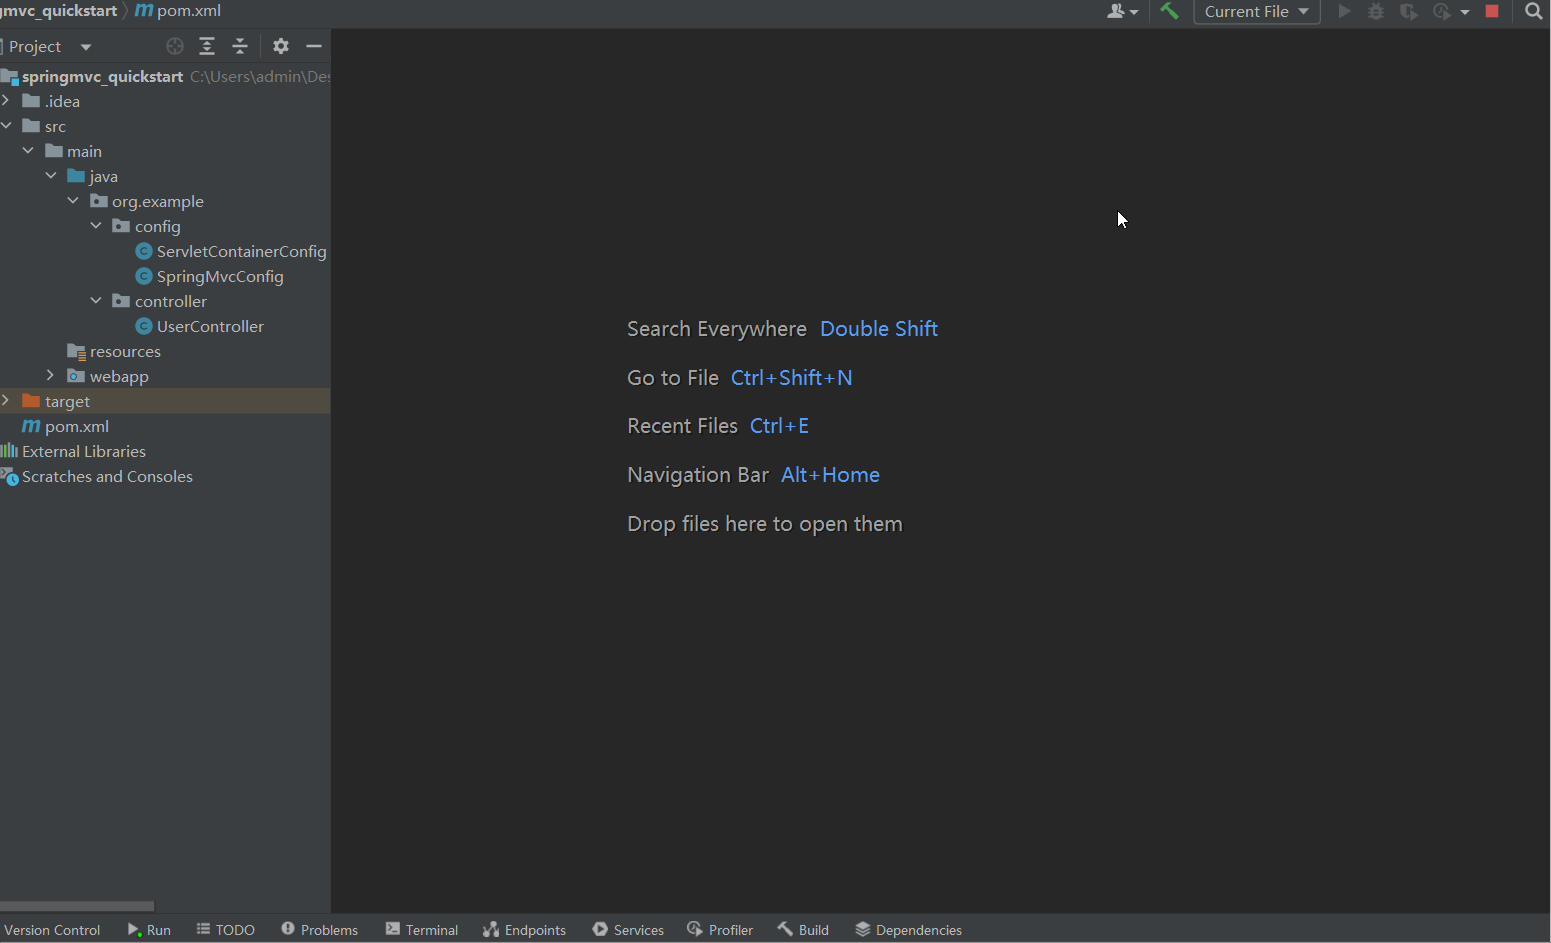 gmvc_quickstart pom.xml
Current File
Project
springmvc_quickstart C:\Users\admin\Des
.idea
src
main
java
org.example
config
ServletContainerConfig
SpringMvcConfig
controller
UserController
resources
webapp
target
pom.xml
External Libraries
Scratches and Consoles
Search Everywhere Double Shift
Go to File Ctrl+Shift+N
Recent Files Ctrl+E
Navigation Bar Alt+Home
Drop files here to open them
Version Control Run TODO Problems Terminal Endpoints Services Profiler Build Dependencies